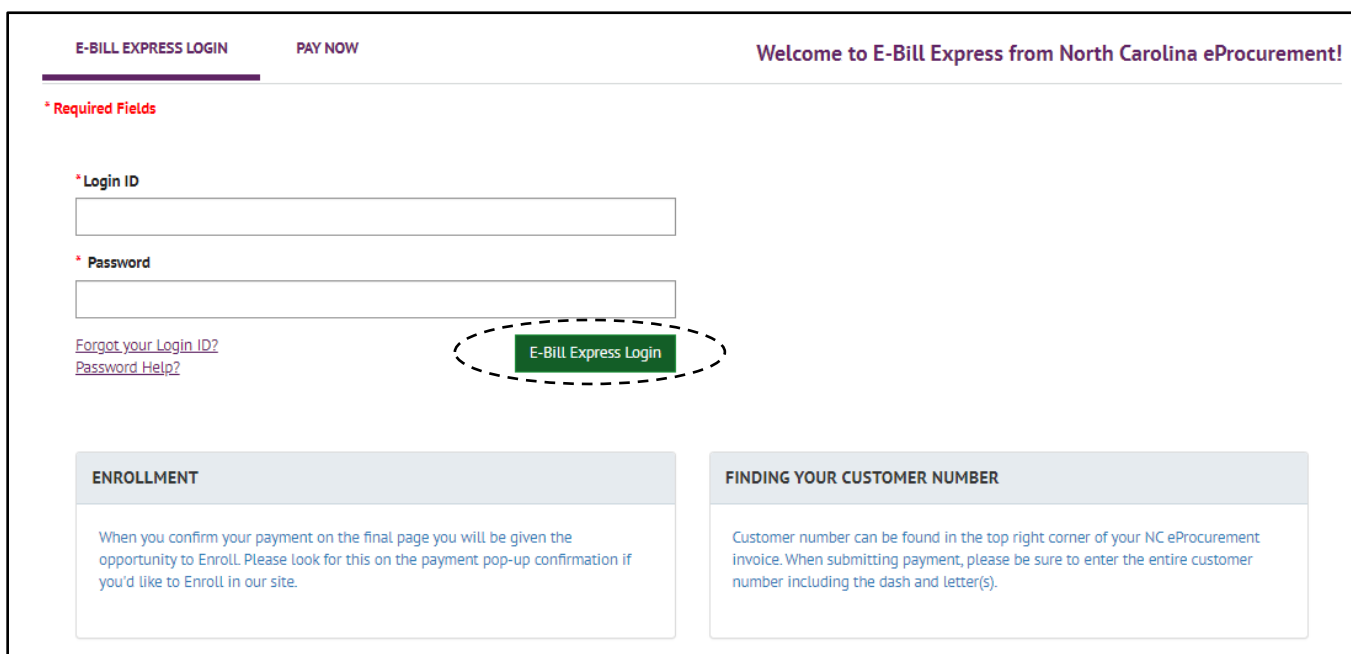 E-BILL EXPRESS LOGIN
PAY NOW
Welcome to E-Bill Express from North Carolina eProcurement!
* Required Fields
* Login ID
* Password
Forgot your Login ID?
Password Help?
E-Bill Express Login
ENROLLMENT
When you confirm your payment on the final page you will be given the
opportunity to Enroll. Please look for this on the payment pop-up confirmation if
you'd like to Enroll in our site.
FINDING YOUR CUSTOMER NUMBER
Customer number can be found in the top right corner of your NC eProcurement
invoice. When submitting payment, please be sure to enter the entire customer
number including the dash and letter(s).